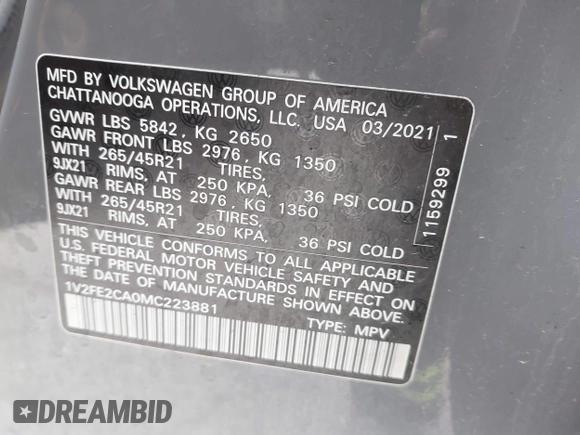 MFD BY VOLKSWAGEN GROUP OF AMERICA
CHATTANOOGA OPERATIONS, LLC, USA 03/2021
GVWR LBS 5842, KG 2650
GAWR FRONT LBS 2976, KG 1350
WITH 265/45R21 TIRES,
9JX21 RIMS, AT 250 KPA, 36 PSI COLD
GAWR REAR LBS 2976, KG 1350
WITH 265/45R21 TIRES,
9JX21 RIMS, AT 250 KPA, 36 PSI COLD
THIS VEHICLE CONFORMS TO ALL APPLICABLE
U.S. FEDERAL MOTOR VEHICLE SAFETY AND
THEFT PREVENTION STANDARDS IN EFFECT ON
THE DATE OF MANUFACTURE SHOWN ABOVE.
1V2FE2CA0MC223881
TYPE: MPV
1159299 1
DREAMBID